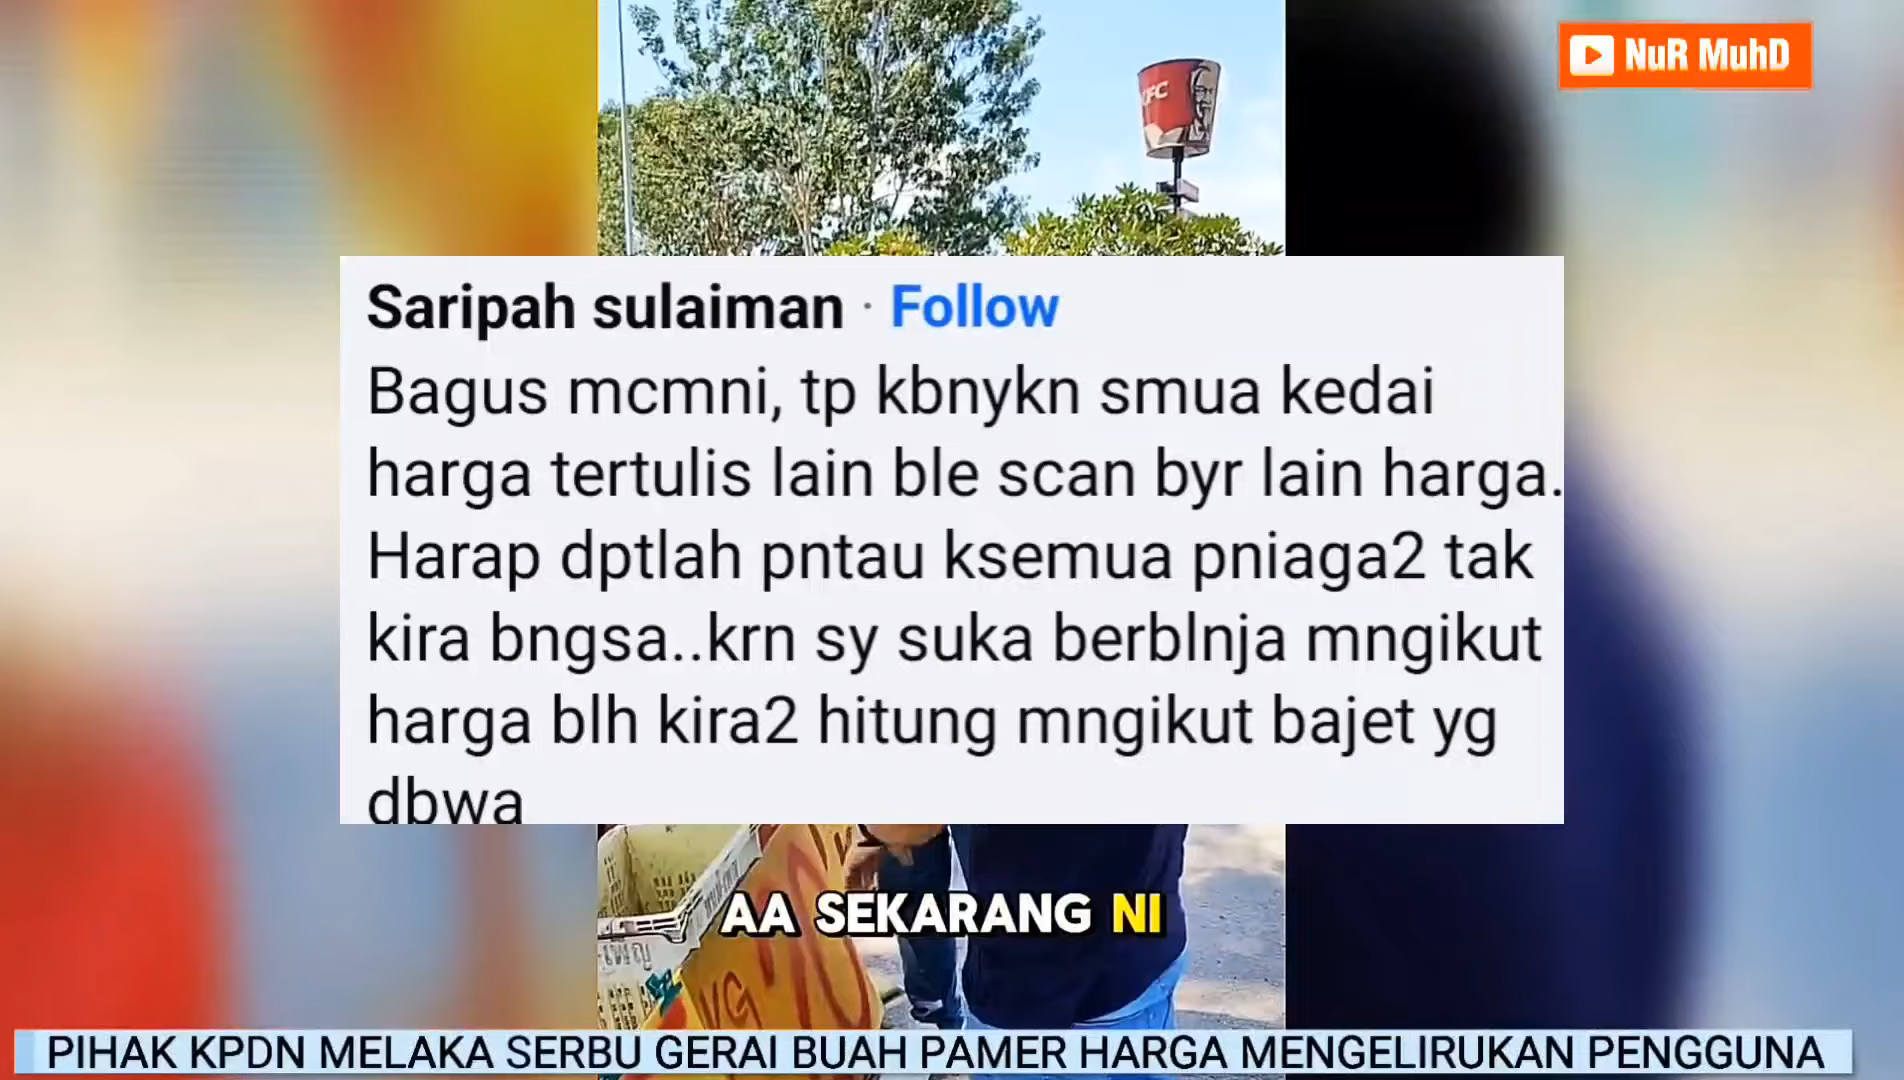 NuR MuhD
KFC
Saripah sulaiman · Follow
Bagus mcmni, tp kbnykn smua kedai
harga tertulis lain ble scan byr lain harga.
Harap dptlah pntau ksemua pniaga2 tak
kira bngsa..krn sy suka berblnja mngikut
harga blh kira2 hitung mngikut bajet yg
dbwa
AA SEKARANG NI
KG
PIHAK KPDN MELAKA SERBU GERAI BUAH PAMER HARGA MENGELIRUKAN PENGGUNA